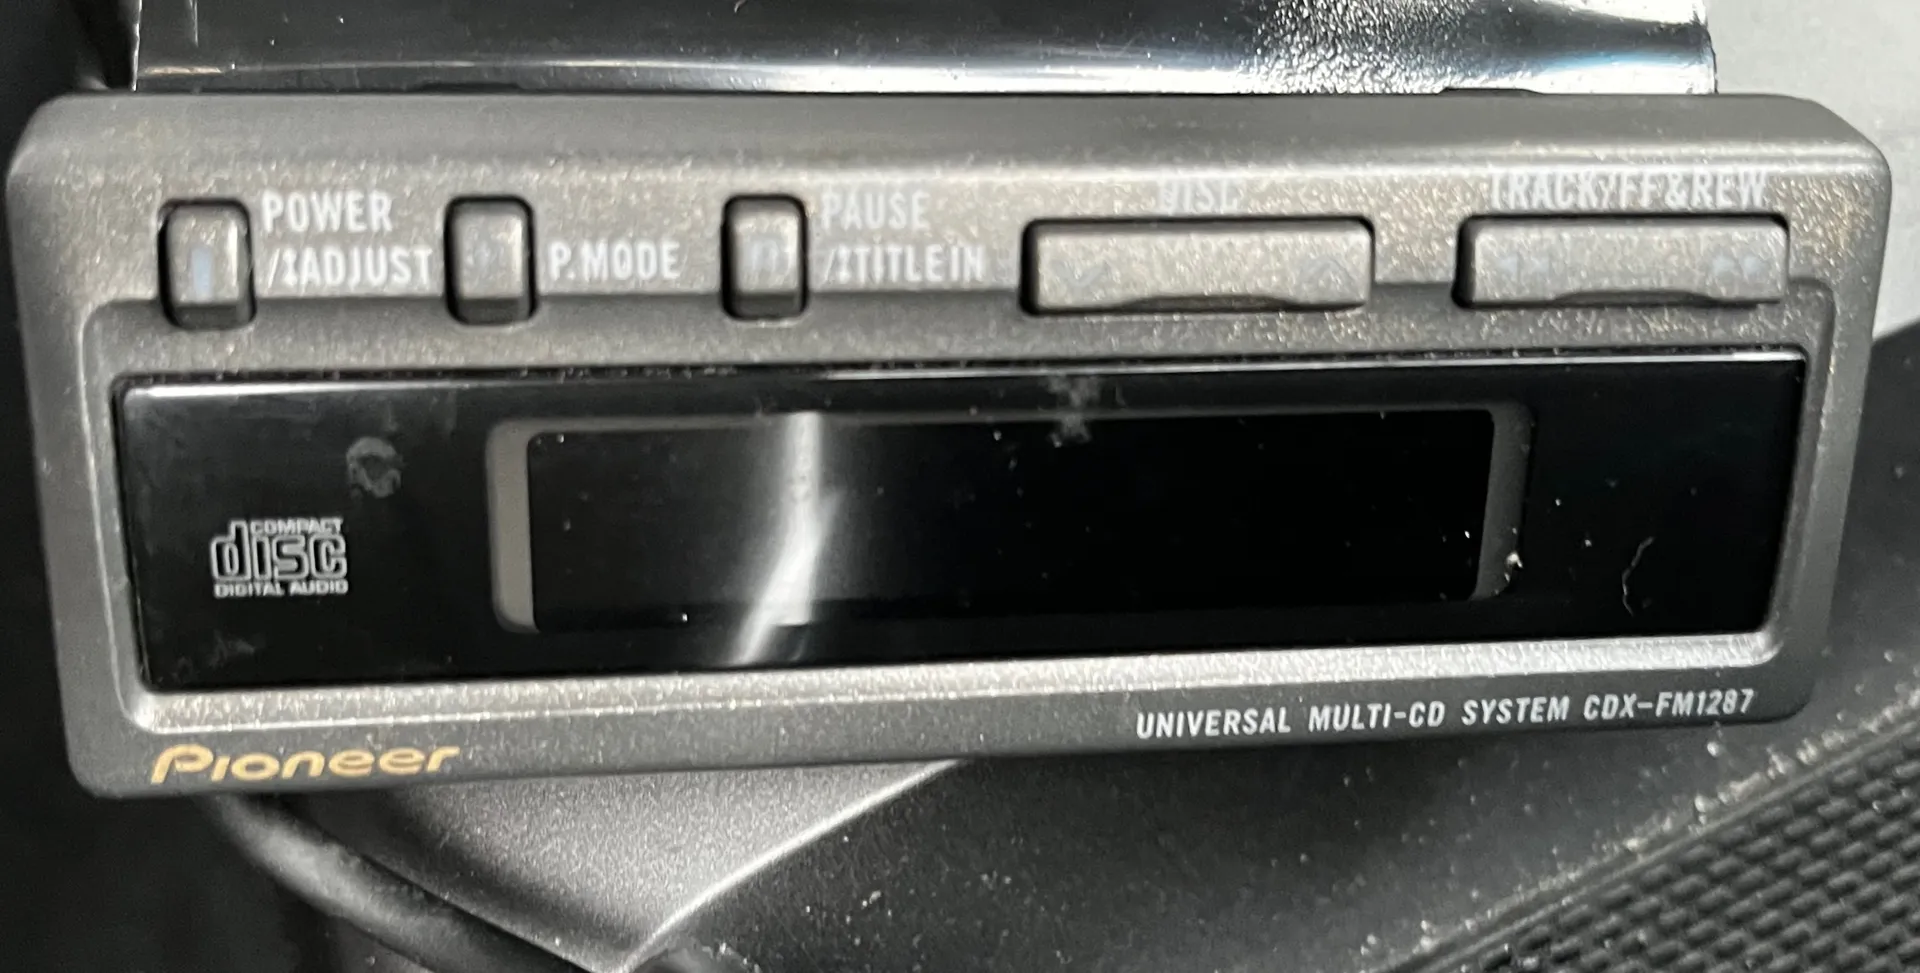 POWER
/↕ADJUST
P.MODE
PAUSE
/↕TITLE IN
DISC
TRACK/FF&REW
COMPACT
disc
DIGITAL AUDIO
UNIVERSAL MULTI-CD SYSTEM CDX-FM1287
Pioneer